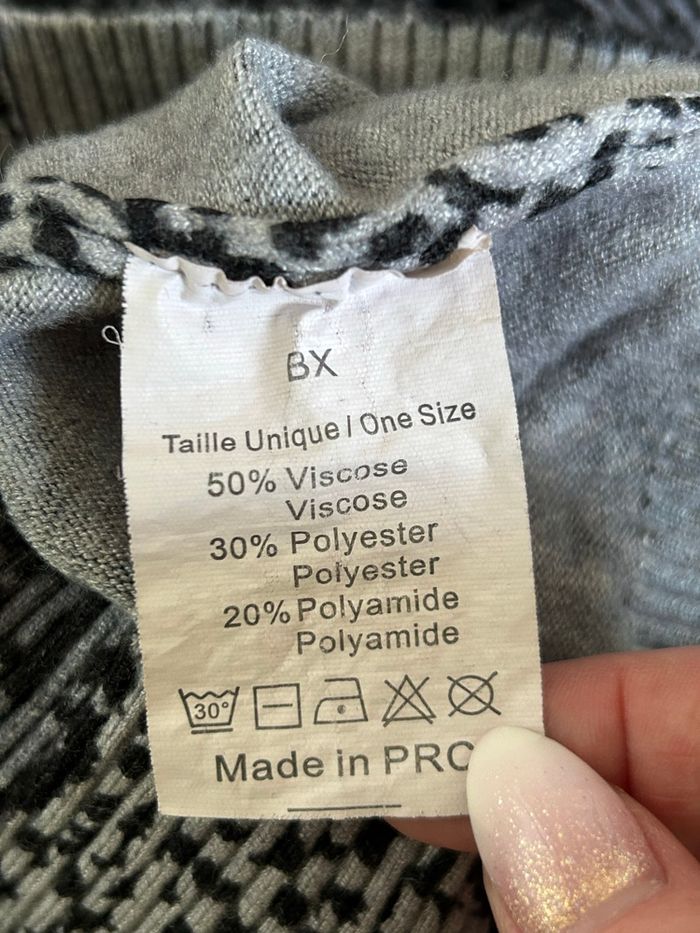 BX
Taille Unique / One Size
50% Viscose
Viscose
30% Polyester
Polyester
20% Polyamide
Polyamide
30°
Made in PRC